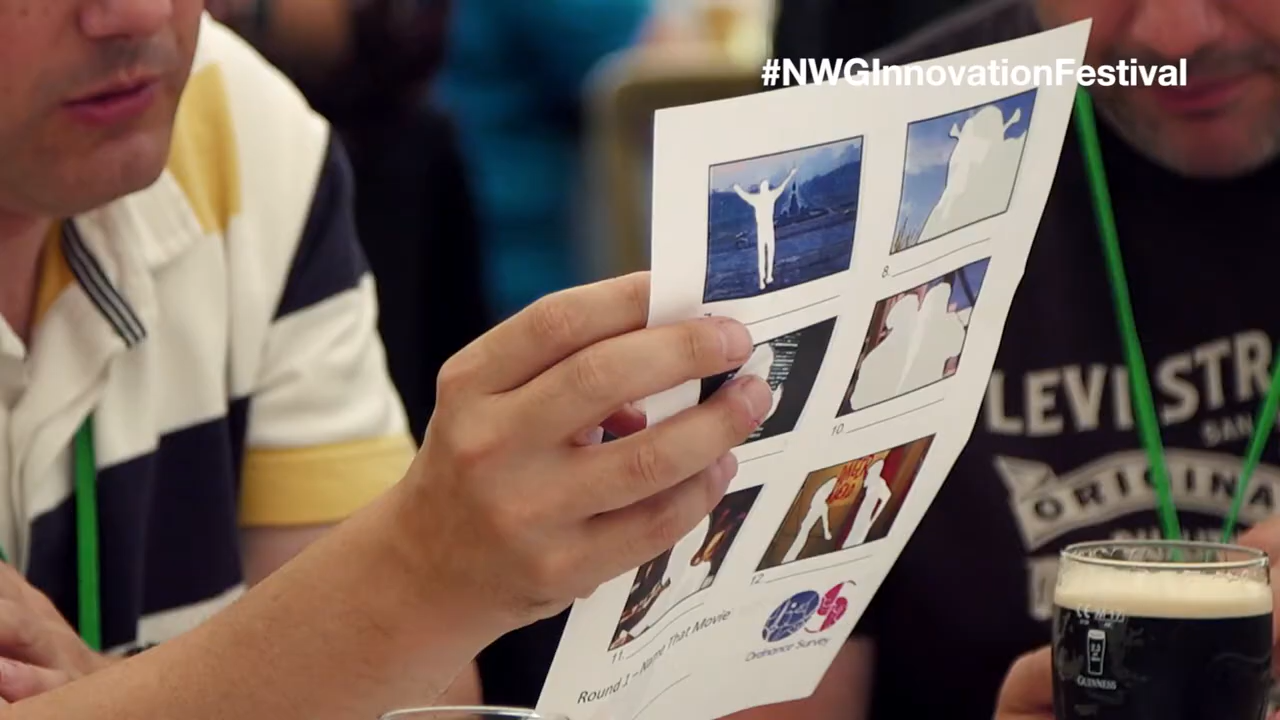 #NWGInnovationFestival
8.
10.
12
11.
Round 1 – Name That Movie
Ordnance Survey
LEVI STR
ORIGINA
GUINNESS